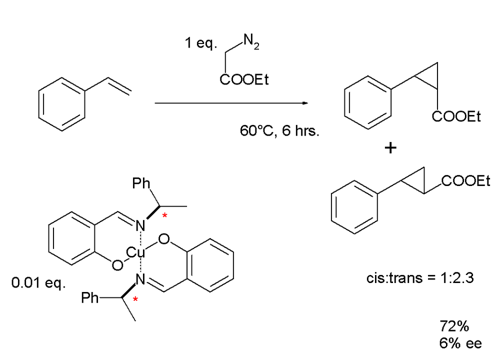 1 eq.
N2
COOEt
60°C, 6 hrs.
COOEt
+
COOEt
Ph
N
*
O
Cu
O
N
Ph
*
0.01 eq.
cis:trans = 1:2.3
72%
6% ee